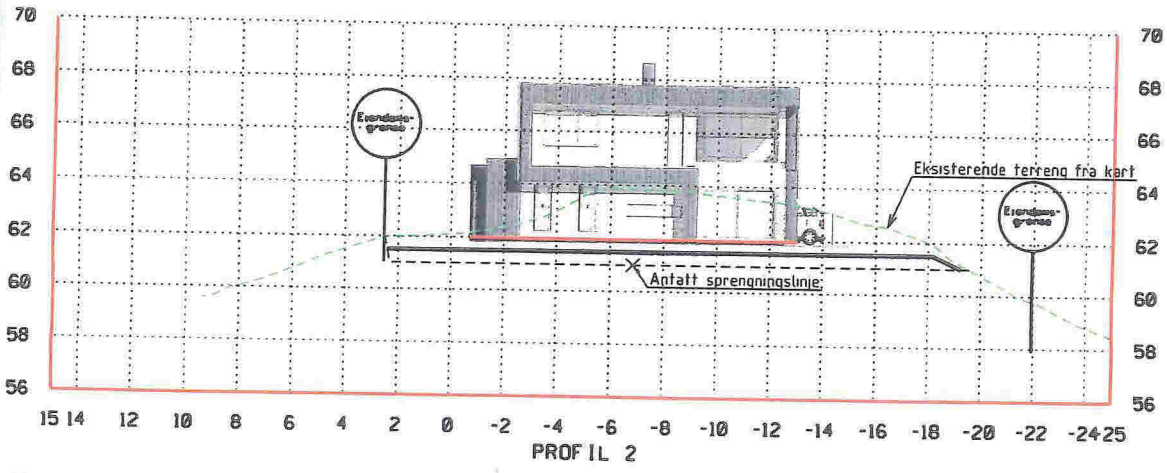 70
68
66
64
62
60
58
56
70
68
66
64
62
60
58
56
Eiendoms-
grense
Eksisterende terreng fra kart
Eiendoms-
grense
Antatt sprengningslinje
15 14 12 10 8 6 4 2 0 -2 -4 -6 -8 -10 -12 -14 -16 -18 -20 -22 -24-25
PROFIL 2